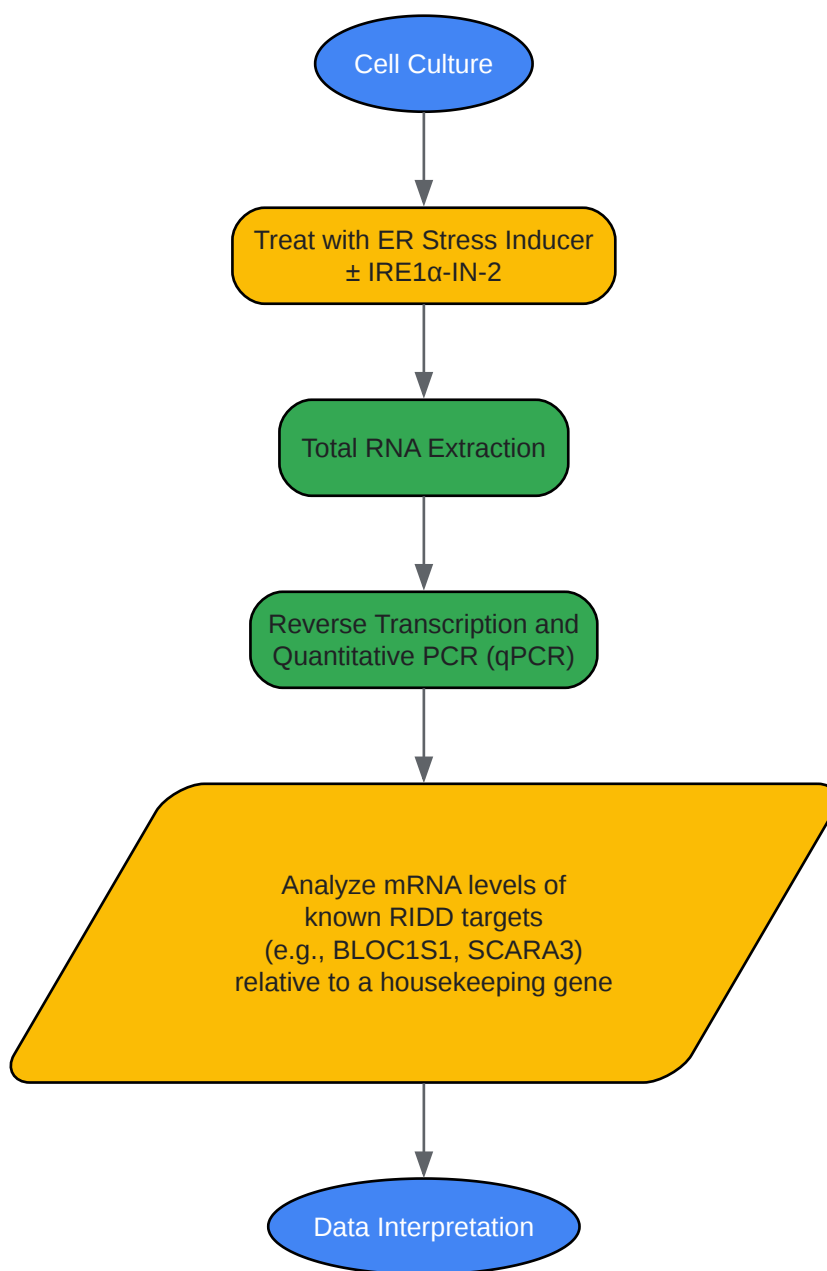 Cell Culture
Treat with ER Stress Inducer
± IRE1α-IN-2
Total RNA Extraction
Reverse Transcription and
Quantitative PCR (qPCR)
Analyze mRNA levels of
known RIDD targets
(e.g., BLOC1S1, SCARA3)
relative to a housekeeping gene
Data Interpretation